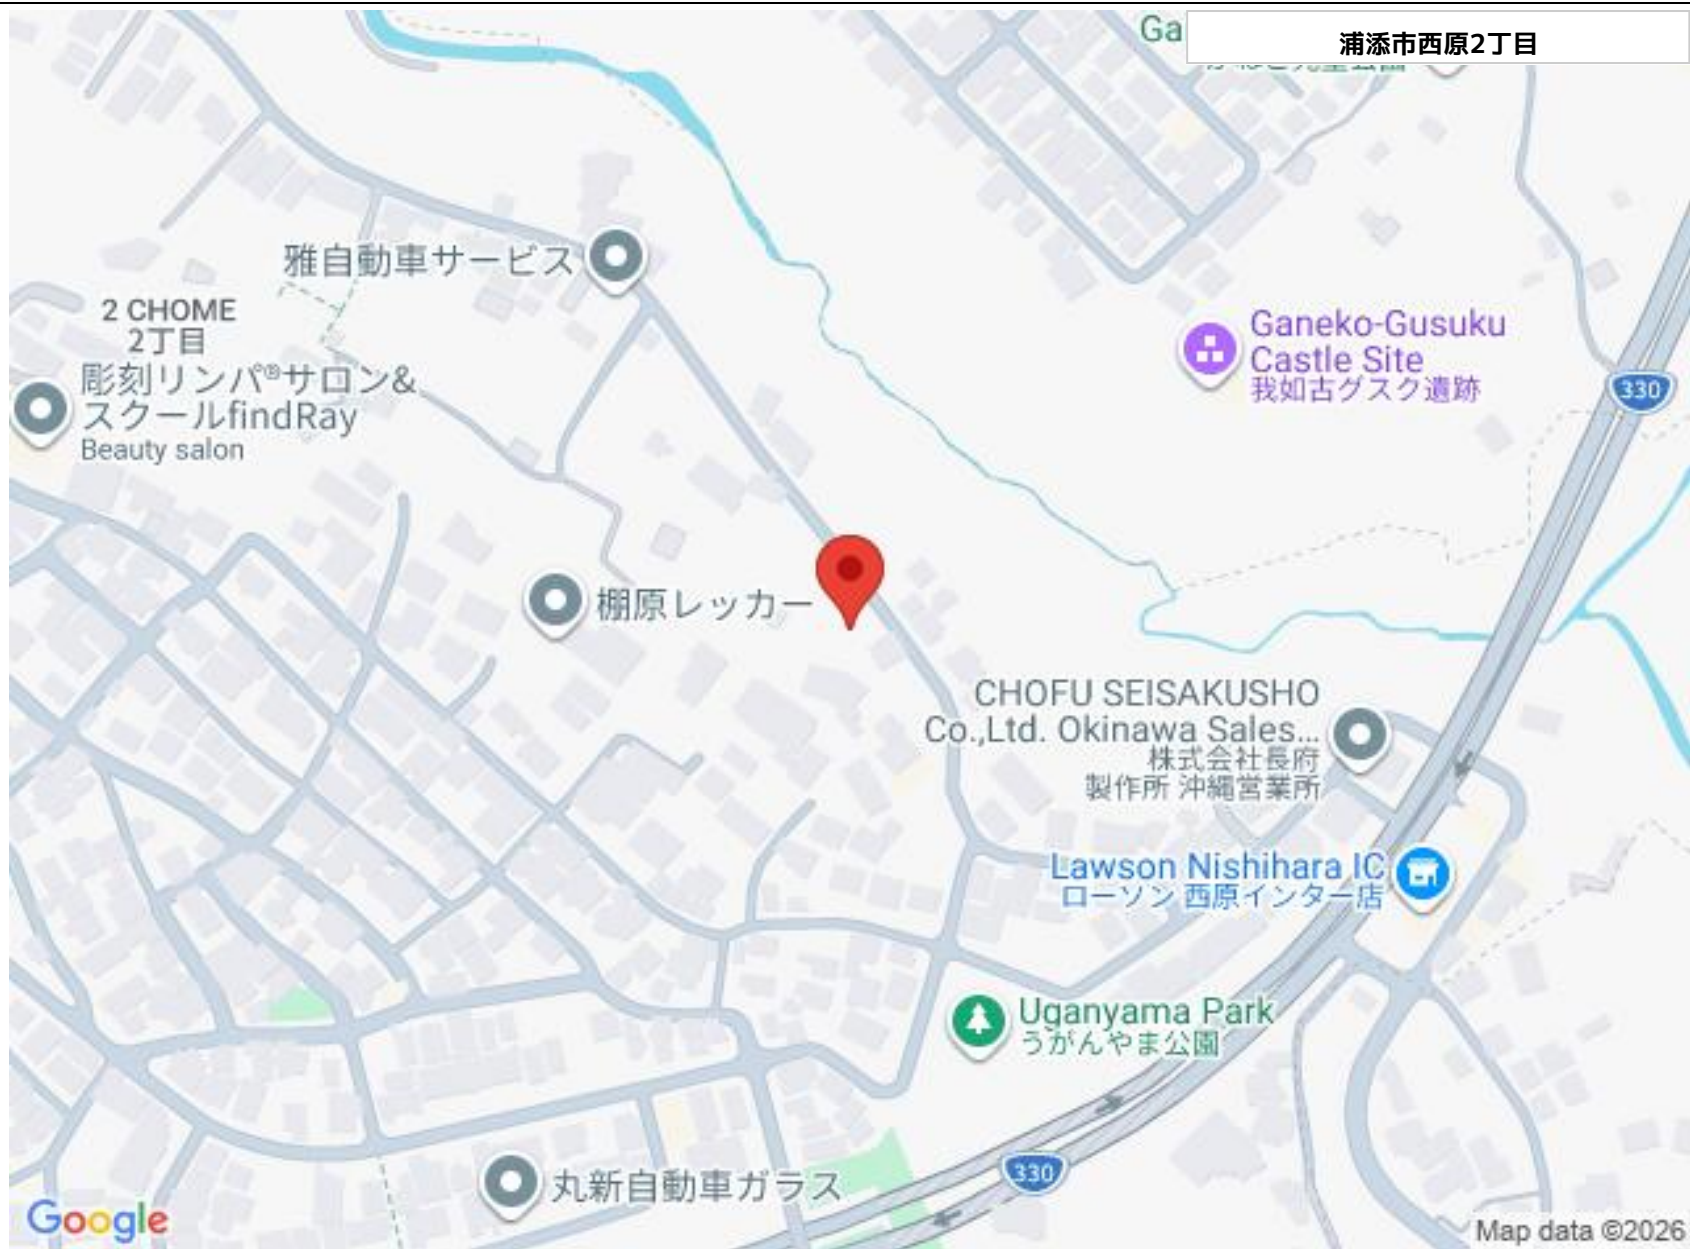 浦添市西原2丁目
Ga
雅自動車サービス
2 CHOME
2丁目
彫刻リンパ®サロン&
スクールfindRay
Beauty salon
Ganeko-Gusuku
Castle Site
我如古グスク遺跡
330
棚原レッカー
CHOFU SEISAKUSHO
Co.,Ltd. Okinawa Sales...
株式会社長府
製作所 沖縄営業所
Lawson Nishihara IC
ローソン 西原インター店
Uganyama Park
うがんやま公園
330
丸新自動車ガラス
Google
Map data ©2026